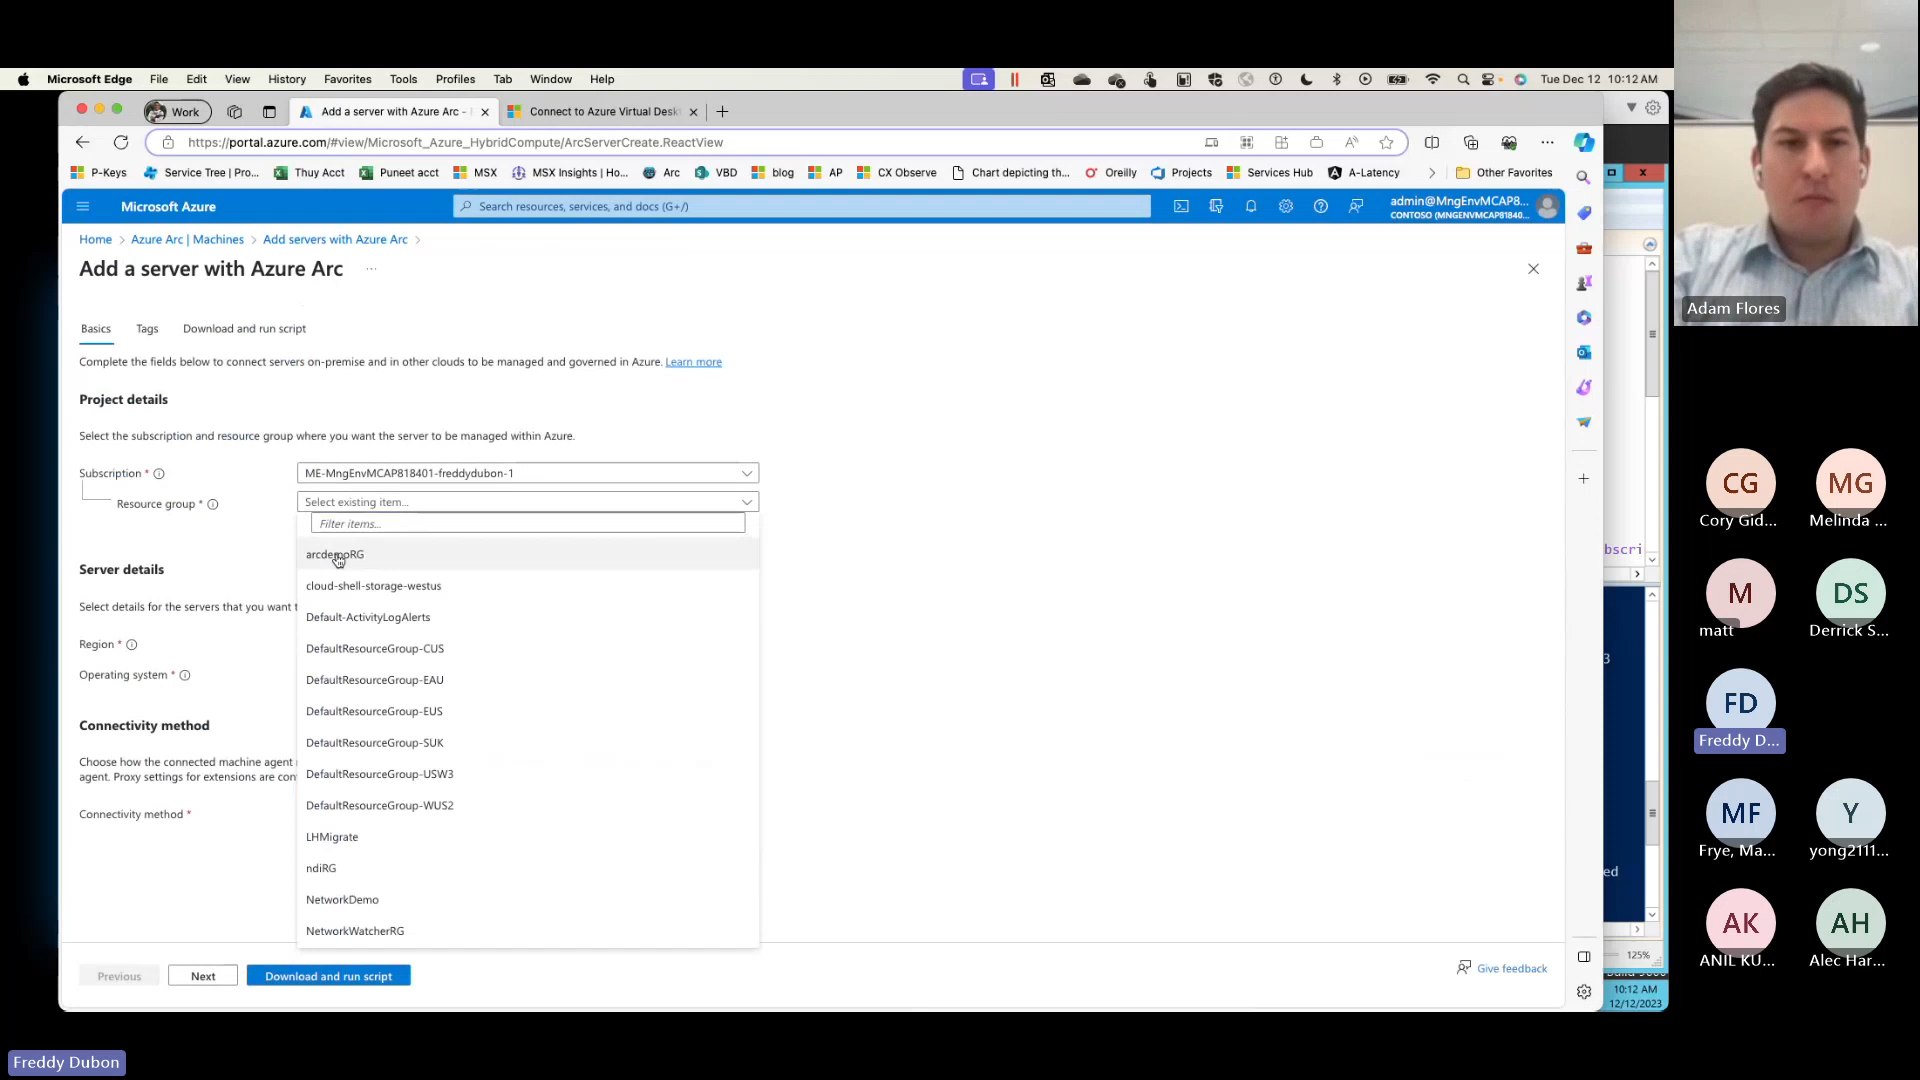 Microsoft Edge File Edit View History Favorites Tools Tab Window Help Tue Dec 12 10:12 AM
Work Add a server with Azure Arc - Connect to Azure Virtual Desk
https://portal.azure.com/#view/Microsoft_Azure_HybridCompute/ArcServerCreate.ReactView
P-Keys Service Tree | Pro... Thuy Acct Puneet acct MSX MSX Insights | Ho... Arc VBD blog AP CX Observe Chart depicting th... Oreilly Projects Services Hub A-Latency Other Favorites
Microsoft Azure Search resources, services, and docs (G+/) admin@MngEnvMCAP8...
CONTOSO (MNGENVMCAP81840...
Home > Azure Arc | Machines > Add servers with Azure Arc >
Add a server with Azure Arc ...
Basics Tags Download and run script
Complete the fields below to connect servers on-premise and in other clouds to be managed and governed in Azure. Learn more
Project details
Select the subscription and resource group where you want the server to be managed within Azure.
Subscription * ME-MngEnvMCAP818401-freddydubon-1
Resource group * Select existing item...
Filter items...
arcdemoRG
cloud-shell-storage-westus
Default-ActivityLogAlerts
DefaultResourceGroup-CUS
DefaultResourceGroup-EAU
DefaultResourceGroup-EUS
DefaultResourceGroup-SUK
DefaultResourceGroup-USW3
DefaultResourceGroup-WUS2
LHMigrate
ndiRG
NetworkDemo
NetworkWatcherRG
Server details
Select details for the servers that you want t
Region *
Operating system *
Connectivity method
Choose how the connected machine agent
agent. Proxy settings for extensions are con
Connectivity method *
Previous Next Download and run script
Give feedback
bscri
3
ed
125%
10:12 AM
12/12/2023
Adam Flores
CG MG
Cory Gid... Melinda ...
M DS
matt Derrick S...
FD
Freddy D...
MF Y
Frye, Ma... yong2111...
AK AH
ANIL KU... Alec Har...
Freddy Dubon